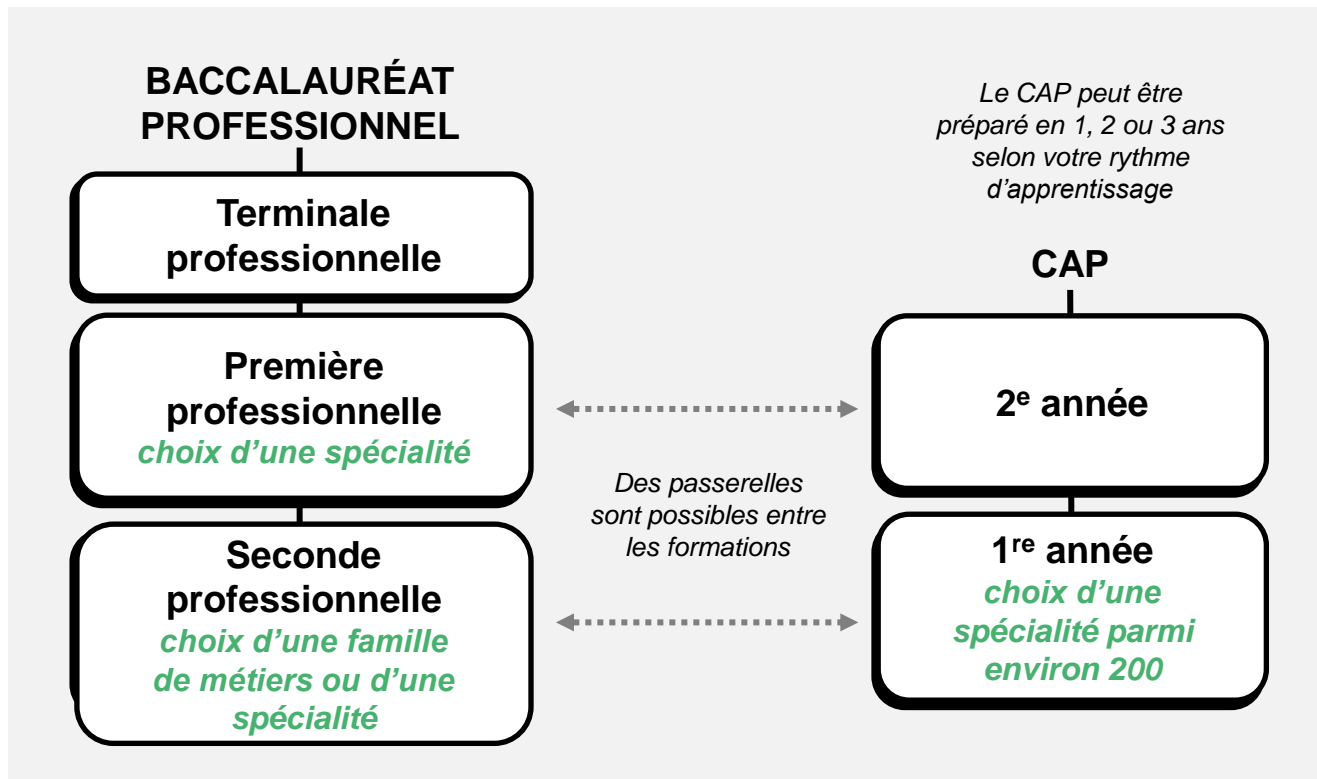 BACCALAURÉAT
PROFESSIONNEL
Terminale
professionnelle
Première
professionnelle
choix d’une spécialité
Seconde
professionnelle
choix d’une famille
de métiers ou d’une
spécialité
Des passerelles
sont possibles entre
les formations
Le CAP peut être
préparé en 1, 2 ou 3 ans
selon votre rythme
d’apprentissage
CAP
2e année
1re année
choix d’une
spécialité parmi
environ 200